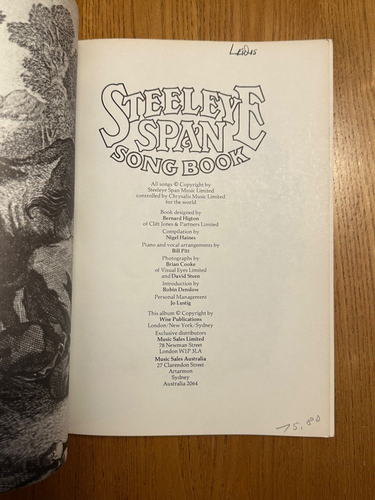 STEELEYE
SPAN
SONG BOOK
All songs © Copyright by
Steeleye Span Music Limited
controlled by Chrysalis Music Limited
for the world
Book designed by
Bernard Higton
of Clift Jones & Partners Limited
Compilation by
Nigel Haines
Piano and vocal arrangements by
Bill Pitt
Photographs by
Brian Cooke
of Visual Eyes Limited
and David Steen
Introduction by
Robin Denslow
Personal Management
Jo Lustig
This album © Copyright by
Wise Publications
London/New York/Sydney
Exclusive distributors
Music Sales Limited
78 Newman Street
London W1P 3LA
Music Sales Australia
27 Clarendon Street
Artarmon
Sydney
Australia 2064